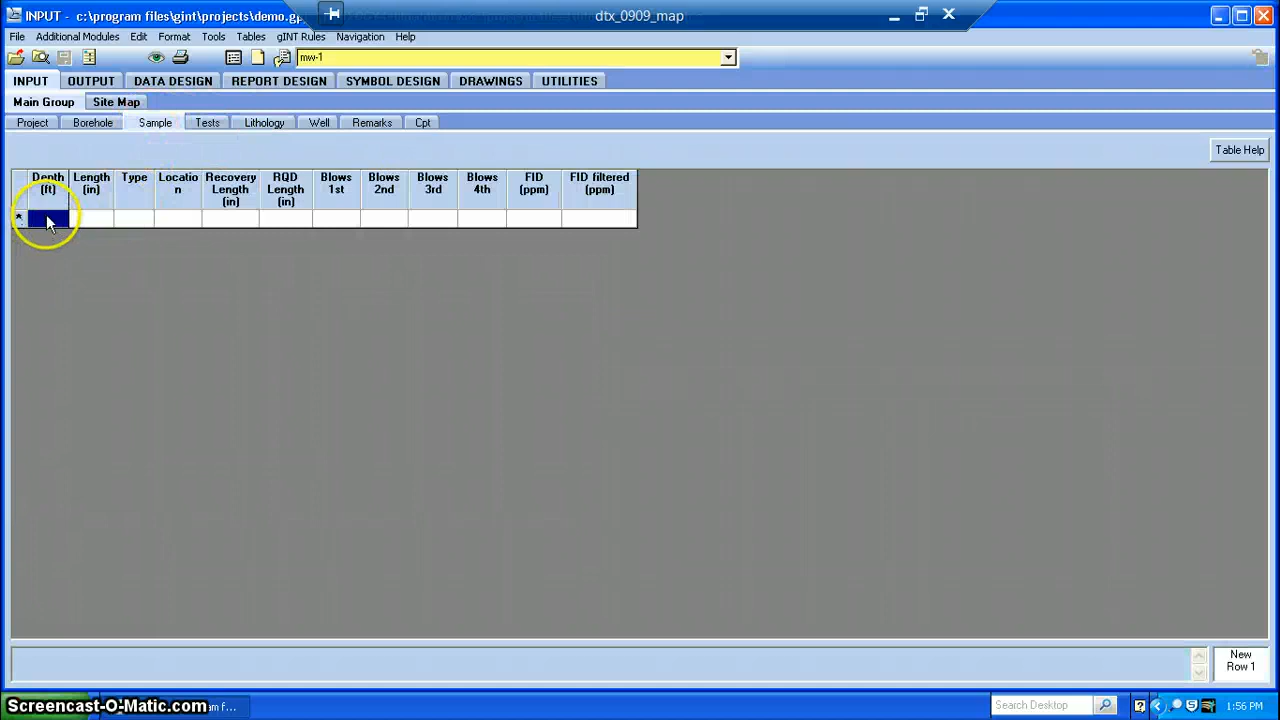 INPUT - c:\program files\gint\projects\demo.gp
dtx_0909_map
File Additional Modules Edit Format Tools Tables gINT Rules Navigation Help
mw-1
INPUT OUTPUT DATA DESIGN REPORT DESIGN SYMBOL DESIGN DRAWINGS UTILITIES
Main Group Site Map
Project Borehole Sample Tests Lithology Well Remarks Cpt
Table Help
Depth Length Type Locatio Recovery RQD Blows Blows Blows Blows FID FID filtered
(ft) (in) n Length Length 1st 2nd 3rd 4th (ppm) (ppm)
(in) (in)
*
New
Row 1
Screencast-O-Matic.com
am f...
Search Desktop
1:56 PM